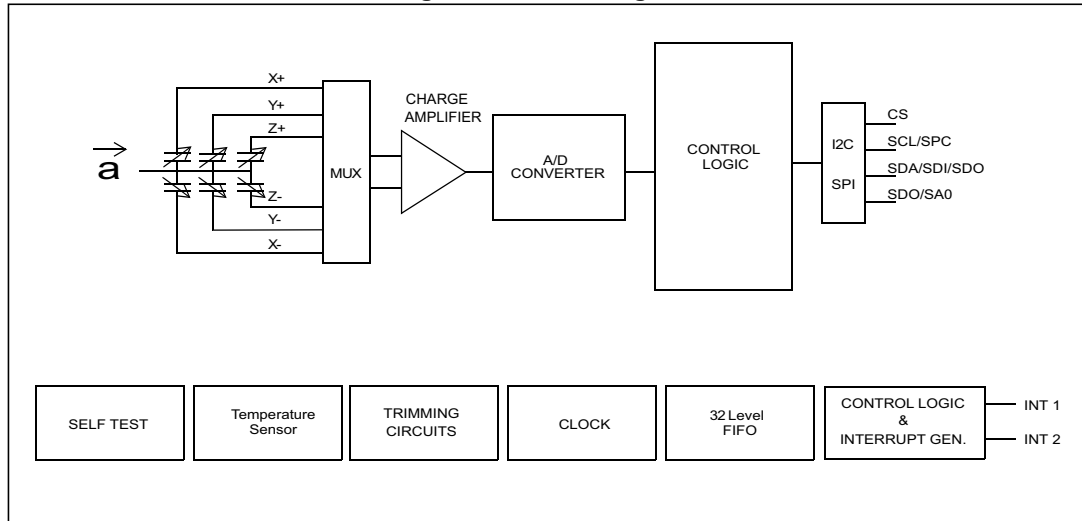 X+
Y+
Z+
a
Z-
Y-
X-
MUX
CHARGE
AMPLIFIER
A/D
CONVERTER
CONTROL
LOGIC
I2C
SPI
CS
SCL/SPC
SDA/SDI/SDO
SDO/SA0
SELF TEST
Temperature
Sensor
TRIMMING
CIRCUITS
CLOCK
32 Level
FIFO
CONTROL LOGIC
&
INTERRUPT GEN.
INT 1
INT 2